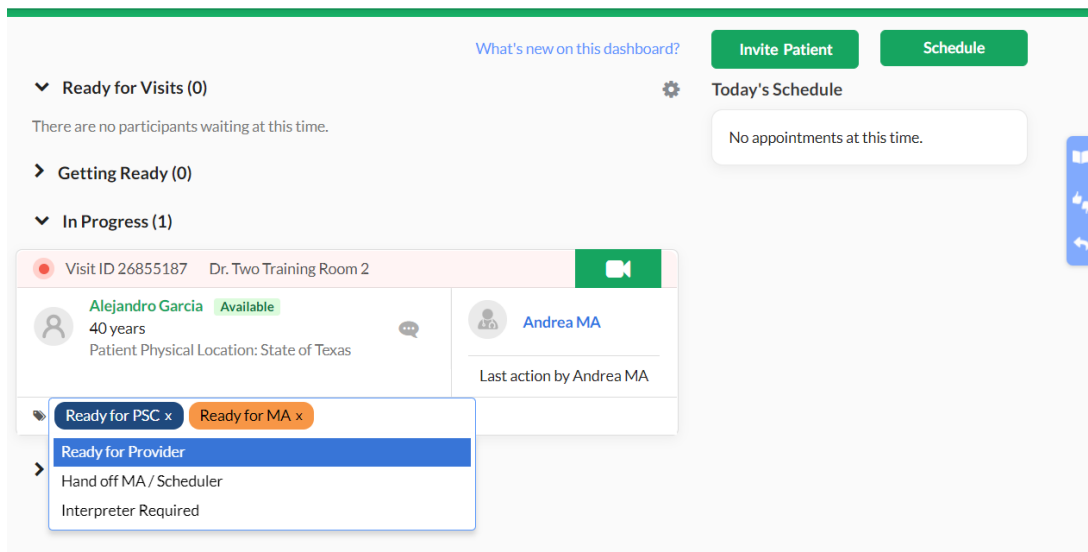 What's new on this dashboard?
Invite Patient
Schedule
Ready for Visits (0)
Today's Schedule
There are no participants waiting at this time.
No appointments at this time.
Getting Ready (0)
In Progress (1)
Visit ID 26855187 Dr. Two Training Room 2
Alejandro Garcia Available
40 years
Patient Physical Location: State of Texas
Andrea MA
Last action by Andrea MA
Ready for PSC x Ready for MA x
Ready for Provider
Hand off MA / Scheduler
Interpreter Required